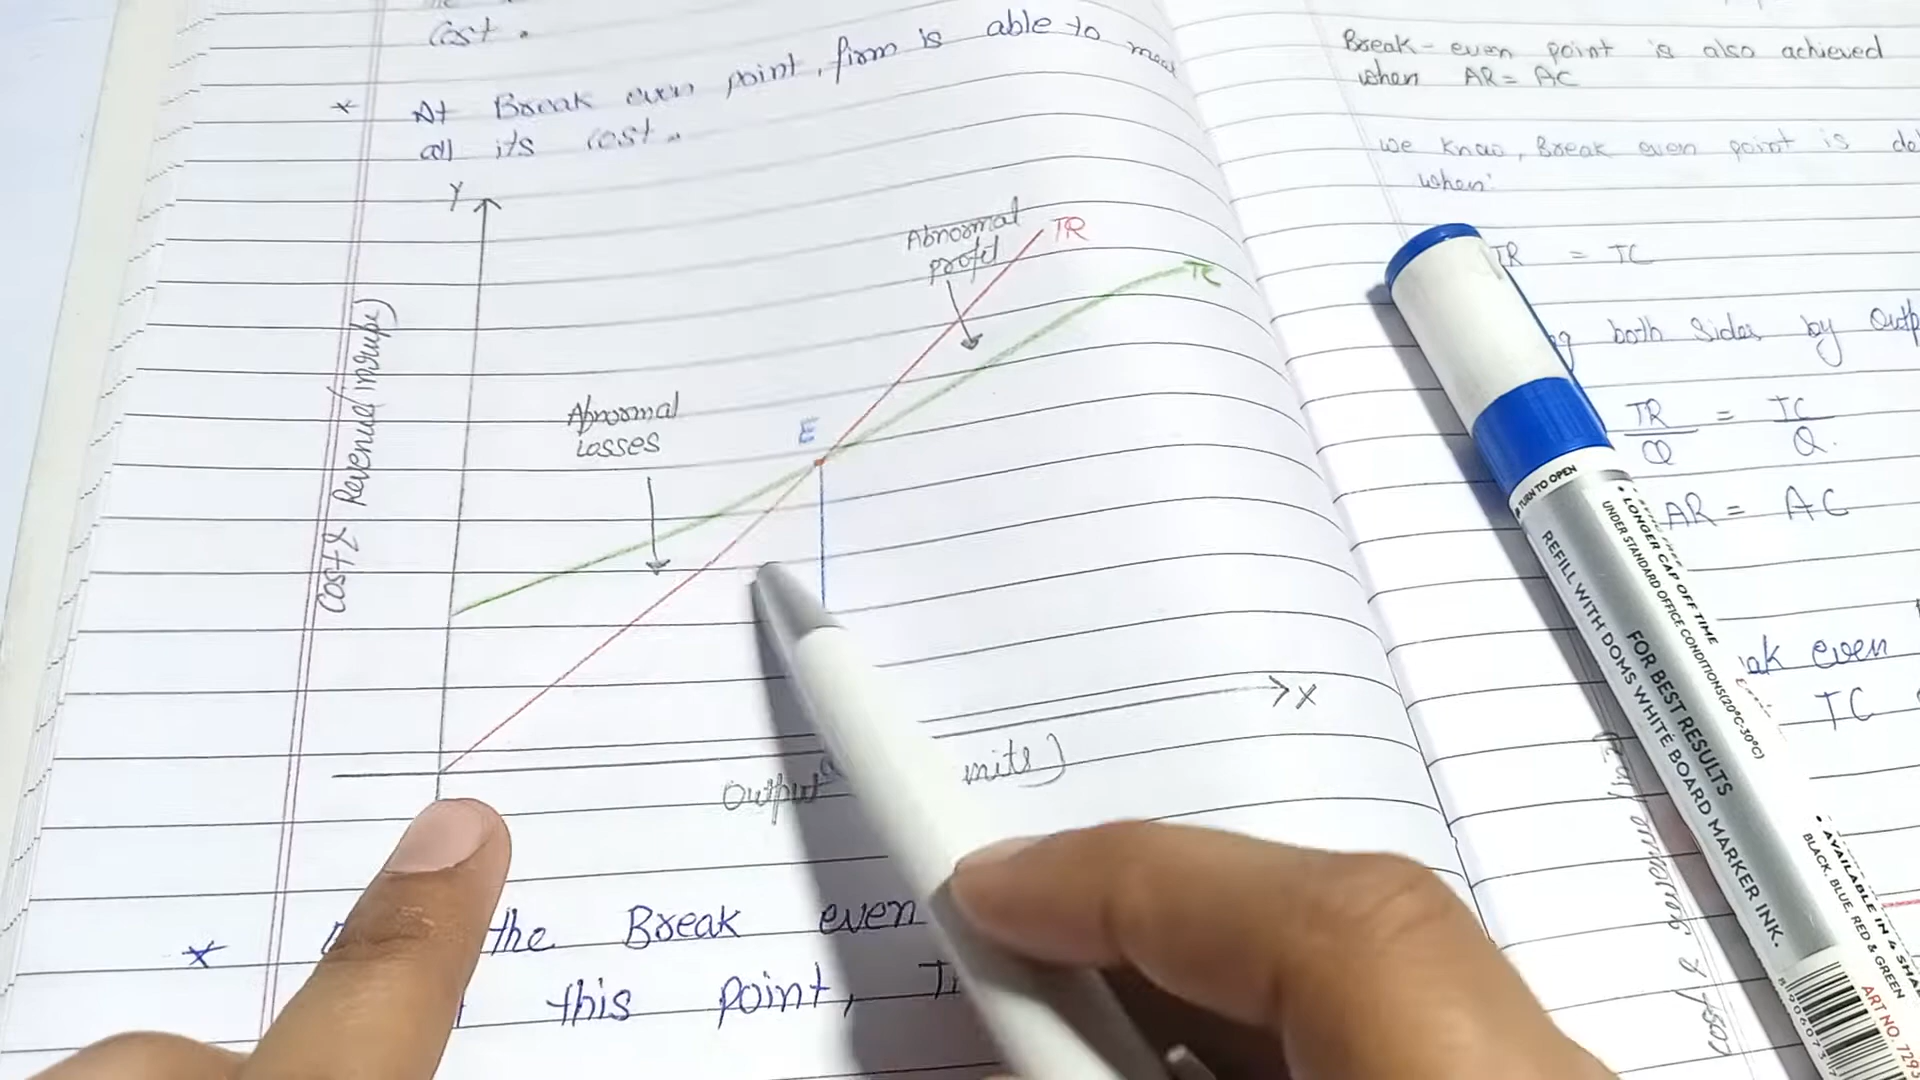 Cost.
* At Break even point, firm is able to meet
all its cost.
Y
Abnormal
profit
TR
TC
Abnormal
Losses
E
Cost & Revenue (in rupe)
X
Output
mits)
* the Break even
this point,
Break-even point is also achieved
when AR = AC
we know, Break even point is
when:
TR = TC
both Sides by
TR = TC
Q Q.
AR = AC
even
TC
TURN TO OPEN
LONGER CAP OFF TIME
UNDER STANDARD OFFICE CONDITIONS (20°C-30°C)
REFILL WITH DOMS WHITE BOARD MARKER INK.
FOR BEST RESULTS
AVAILABLE IN 4
BLACK, BLUE, RED & GREEN
ART NO. 729